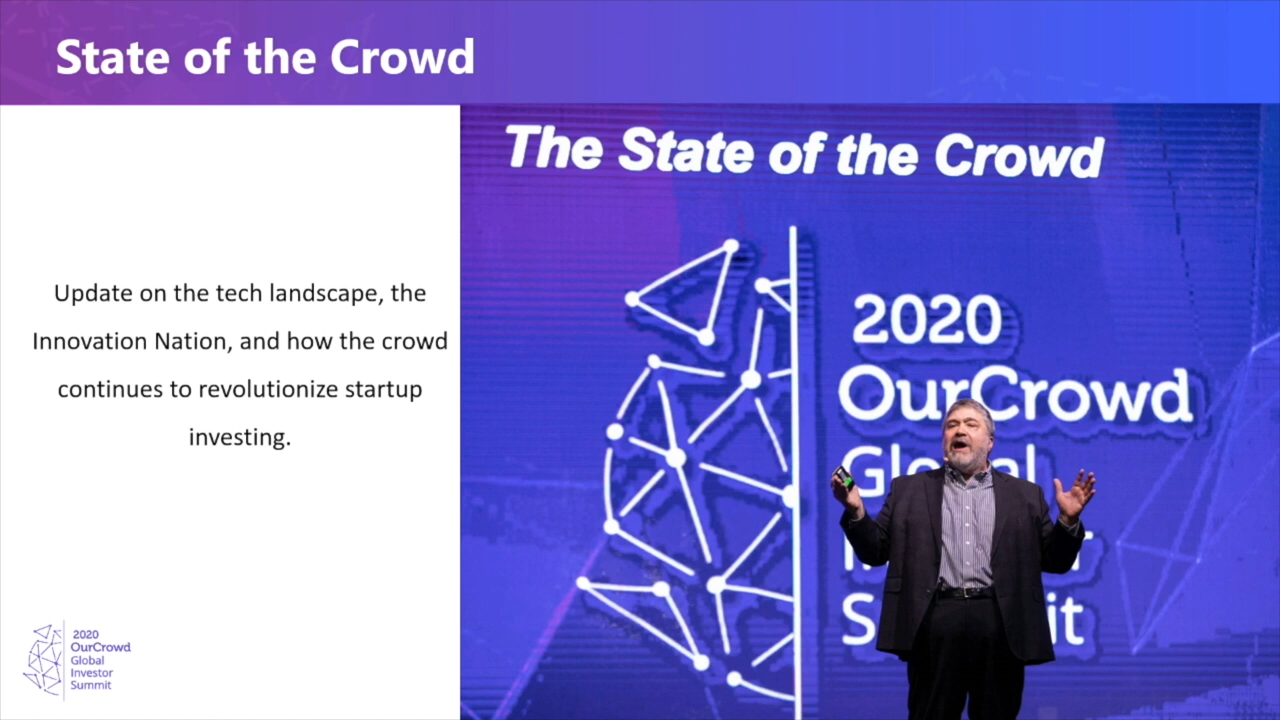 State of the Crowd
Update on the tech landscape, the
Innovation Nation, and how the crowd
continues to revolutionize startup
investing.
The State of the Crowd
2020
OurCrowd
2020
OurCrowd
Global
Investor
Summit